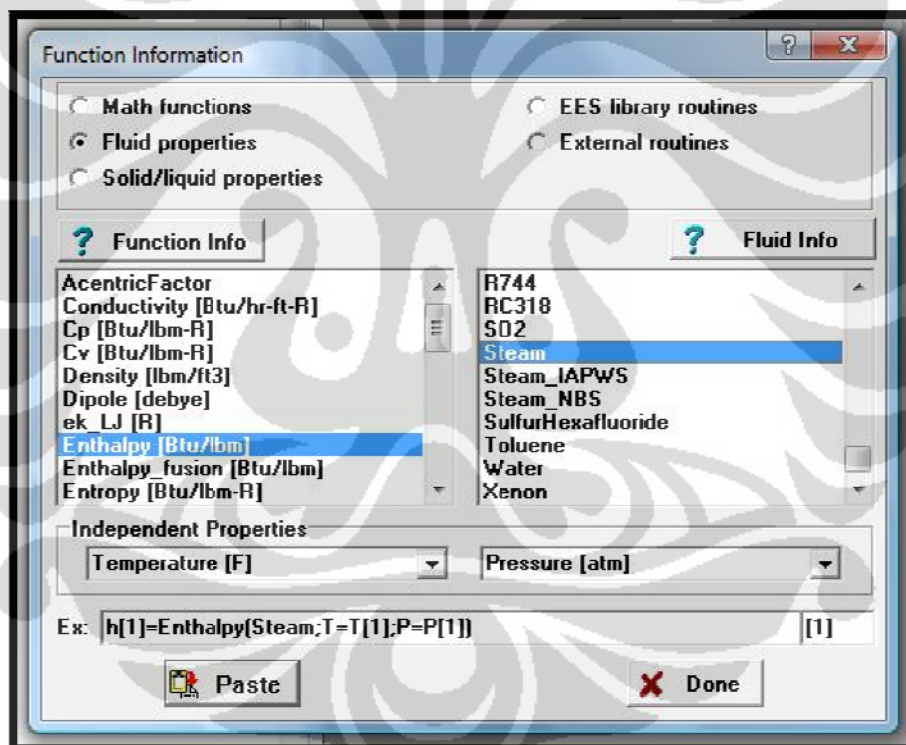 Function Information
Math functions
EES library routines
Fluid properties
External routines
Solid/liquid properties
? Function Info
? Fluid Info
AcentricFactor
Conductivity [Btu/hr-ft-R]
Cp [Btu/lbm-R]
Cv [Btu/lbm-R]
Density [lbm/ft3]
Dipole [debye]
ek_LJ [R]
Enthalpy [Btu/lbm]
Enthalpy_fusion [Btu/lbm]
Entropy [Btu/lbm-R]
R744
RC318
SO2
Steam
Steam_IAPWS
Steam_NBS
SulfurHexafluoride
Toluene
Water
Xenon
Independent Properties
Temperature [F]
Pressure [atm]
Ex: h[1]=Enthalpy(Steam;T=T[1];P=P[1]) [1]
Paste
Done